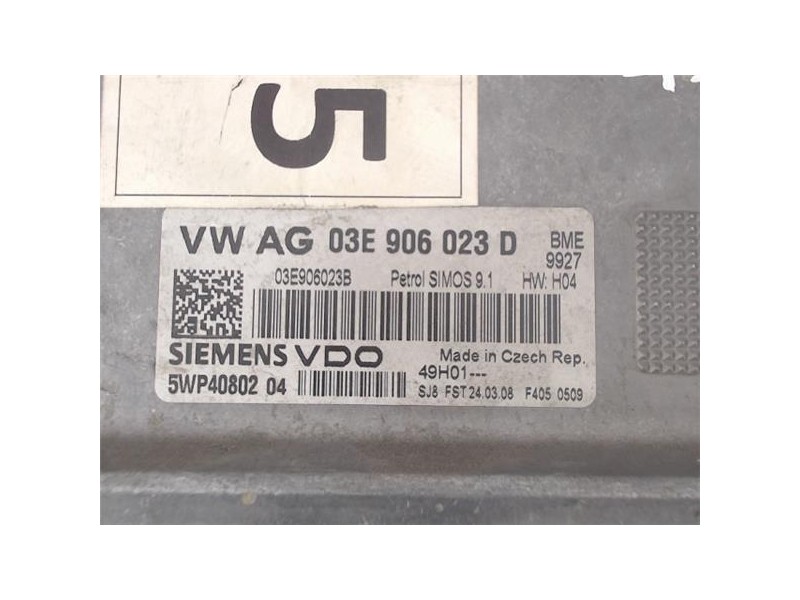 5
VW AG 03E 906 023 D
BME
9927
03E906023B Petrol SIMOS 9.1 HW: H04
SIEMENS VDO
Made in Czech Rep.
49H01---
5WP40802 04
SJ8 FST 24.03.08 F405 0509